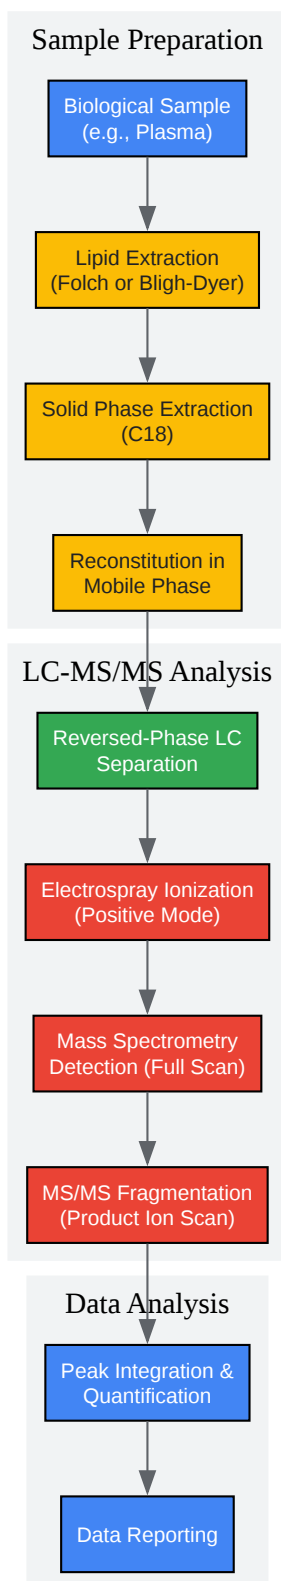 Sample Preparation
Biological Sample
(e.g., Plasma)
Lipid Extraction
(Folch or Bligh-Dyer)
Solid Phase Extraction
(C18)
Reconstitution in
Mobile Phase
LC-MS/MS Analysis
Reversed-Phase LC
Separation
Electrospray Ionization
(Positive Mode)
Mass Spectrometry
Detection (Full Scan)
MS/MS Fragmentation
(Product Ion Scan)
Data Analysis
Peak Integration &
Quantification
Data Reporting